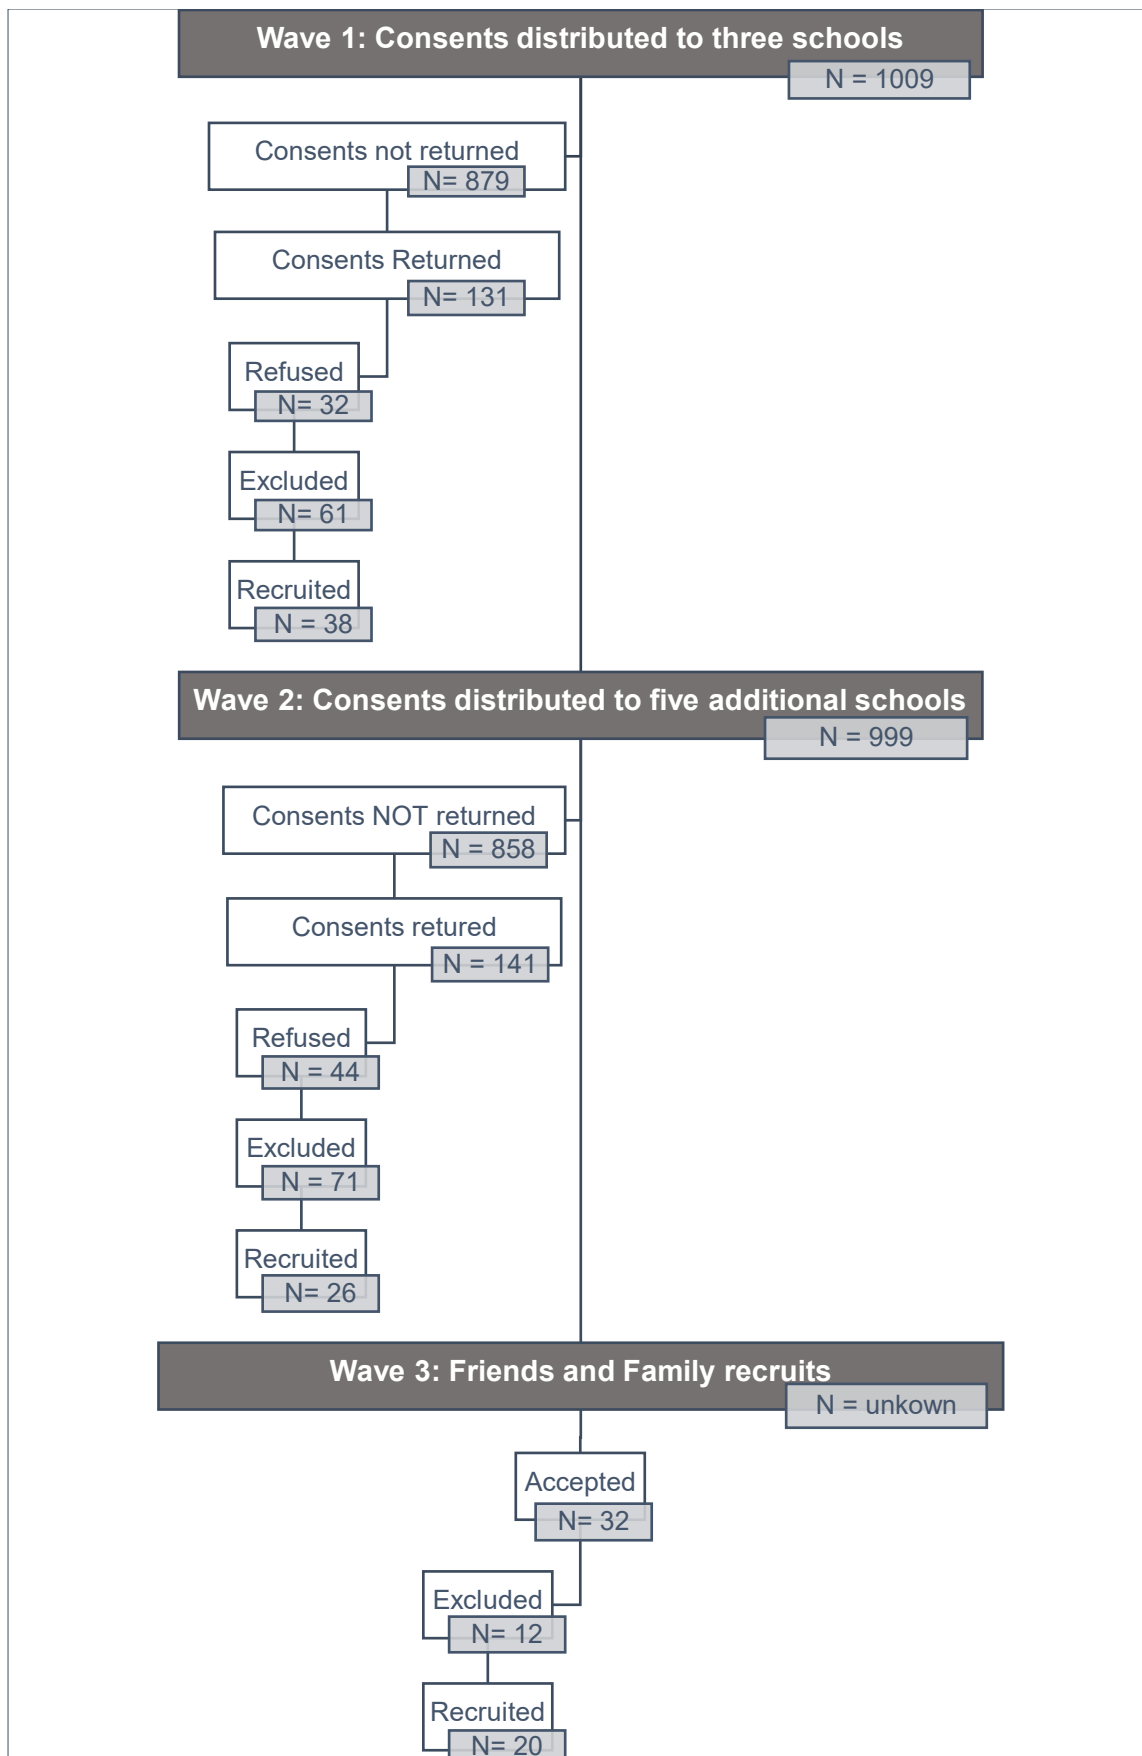 Wave 1: Consents distributed to three schools
N = 1009
Consents not returned
N= 879
Consents Returned
N= 131
Refused
N= 32
Excluded
N= 61
Recruited
N = 38
Wave 2: Consents distributed to five additional schools
N = 999
Consents NOT returned
N = 858
Consents retured
N = 141
Refused
N = 44
Excluded
N = 71
Recruited
N= 26
Wave 3: Friends and Family recruits
N = unkown
Accepted
N= 32
Excluded
N= 12
Recruited
N= 20